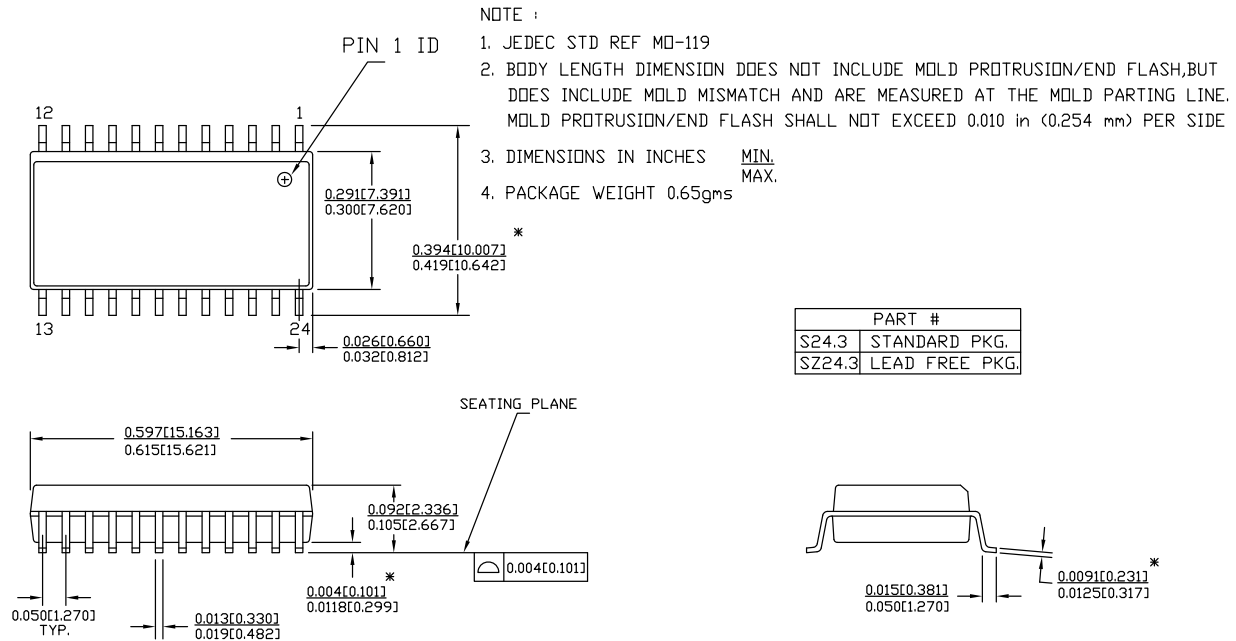 NOTE :
1. JEDEC STD REF MO-119
2. BODY LENGTH DIMENSION DOES NOT INCLUDE MOLD PROTRUSION/END FLASH,BUT
DOES INCLUDE MOLD MISMATCH AND ARE MEASURED AT THE MOLD PARTING LINE.
MOLD PROTRUSION/END FLASH SHALL NOT EXCEED 0.010 in (0.254 mm) PER SIDE
3. DIMENSIONS IN INCHES MIN.
MAX.
4. PACKAGE WEIGHT 0.65gms
PIN 1 ID
12 1
0.291[7.391]
0.300[7.620]
*
0.394[10.007]
0.419[10.642]
13 24
0.026[0.660]
0.032[0.812]
PART #
S24.3 STANDARD PKG.
SZ24.3 LEAD FREE PKG.
SEATING PLANE
0.597[15.163]
0.615[15.621]
0.092[2.336]
0.105[2.667]
0.004[0.101]
*
0.004[0.101]
0.0118[0.299]
0.050[1.270]
TYP.
0.013[0.330]
0.019[0.482]
0.015[0.381]
0.050[1.270]
*
0.0091[0.231]
0.0125[0.317]